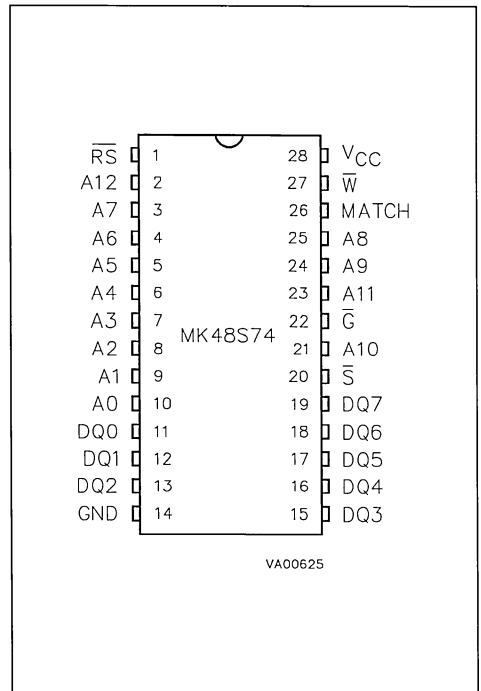 R̅S̅ 1 28 VCC
A12 2 27 W̅
A7 3 26 MATCH
A6 4 25 A8
A5 5 24 A9
A4 6 23 A11
A3 7 22 G̅
MK48S74
A2 8 21 A10
A1 9 20 S̅
A0 10 19 DQ7
DQ0 11 18 DQ6
DQ1 12 17 DQ5
DQ2 13 16 DQ4
GND 14 15 DQ3
VA00625